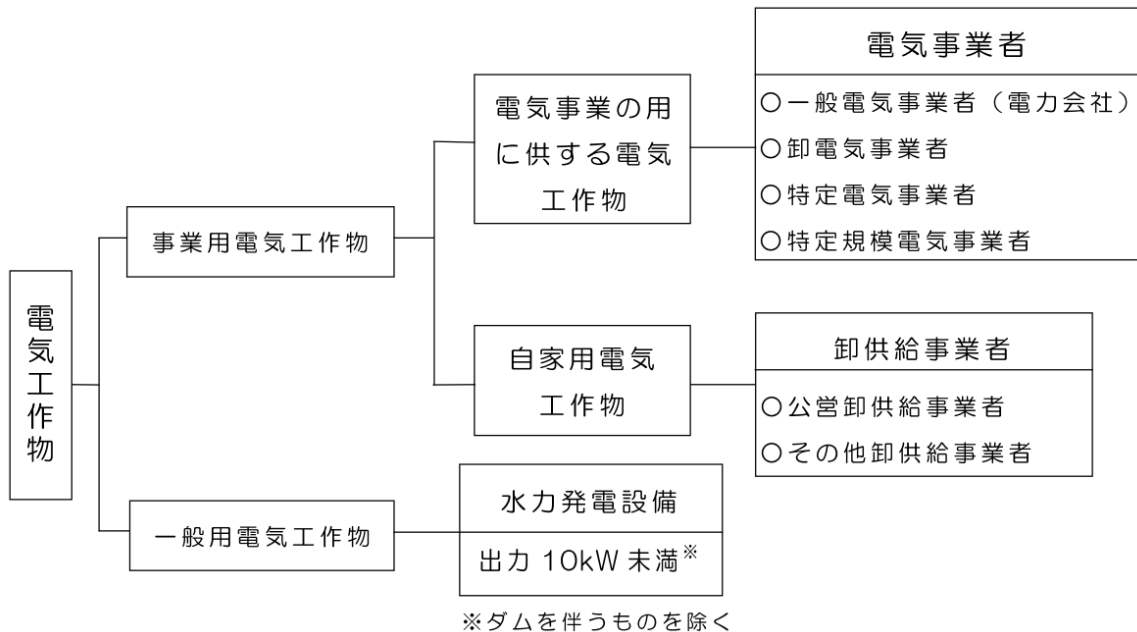 電気工作物
事業用電気工作物
電気事業の用
に供する電気
工作物
電気事業者
○一般電気事業者（電力会社）
○卸電気事業者
○特定電気事業者
○特定規模電気事業者
自家用電気
工作物
卸供給事業者
○公営卸供給事業者
○その他卸供給事業者
一般用電気工作物
水力発電設備
出力 10kW 未満※
※ダムを伴うものを除く